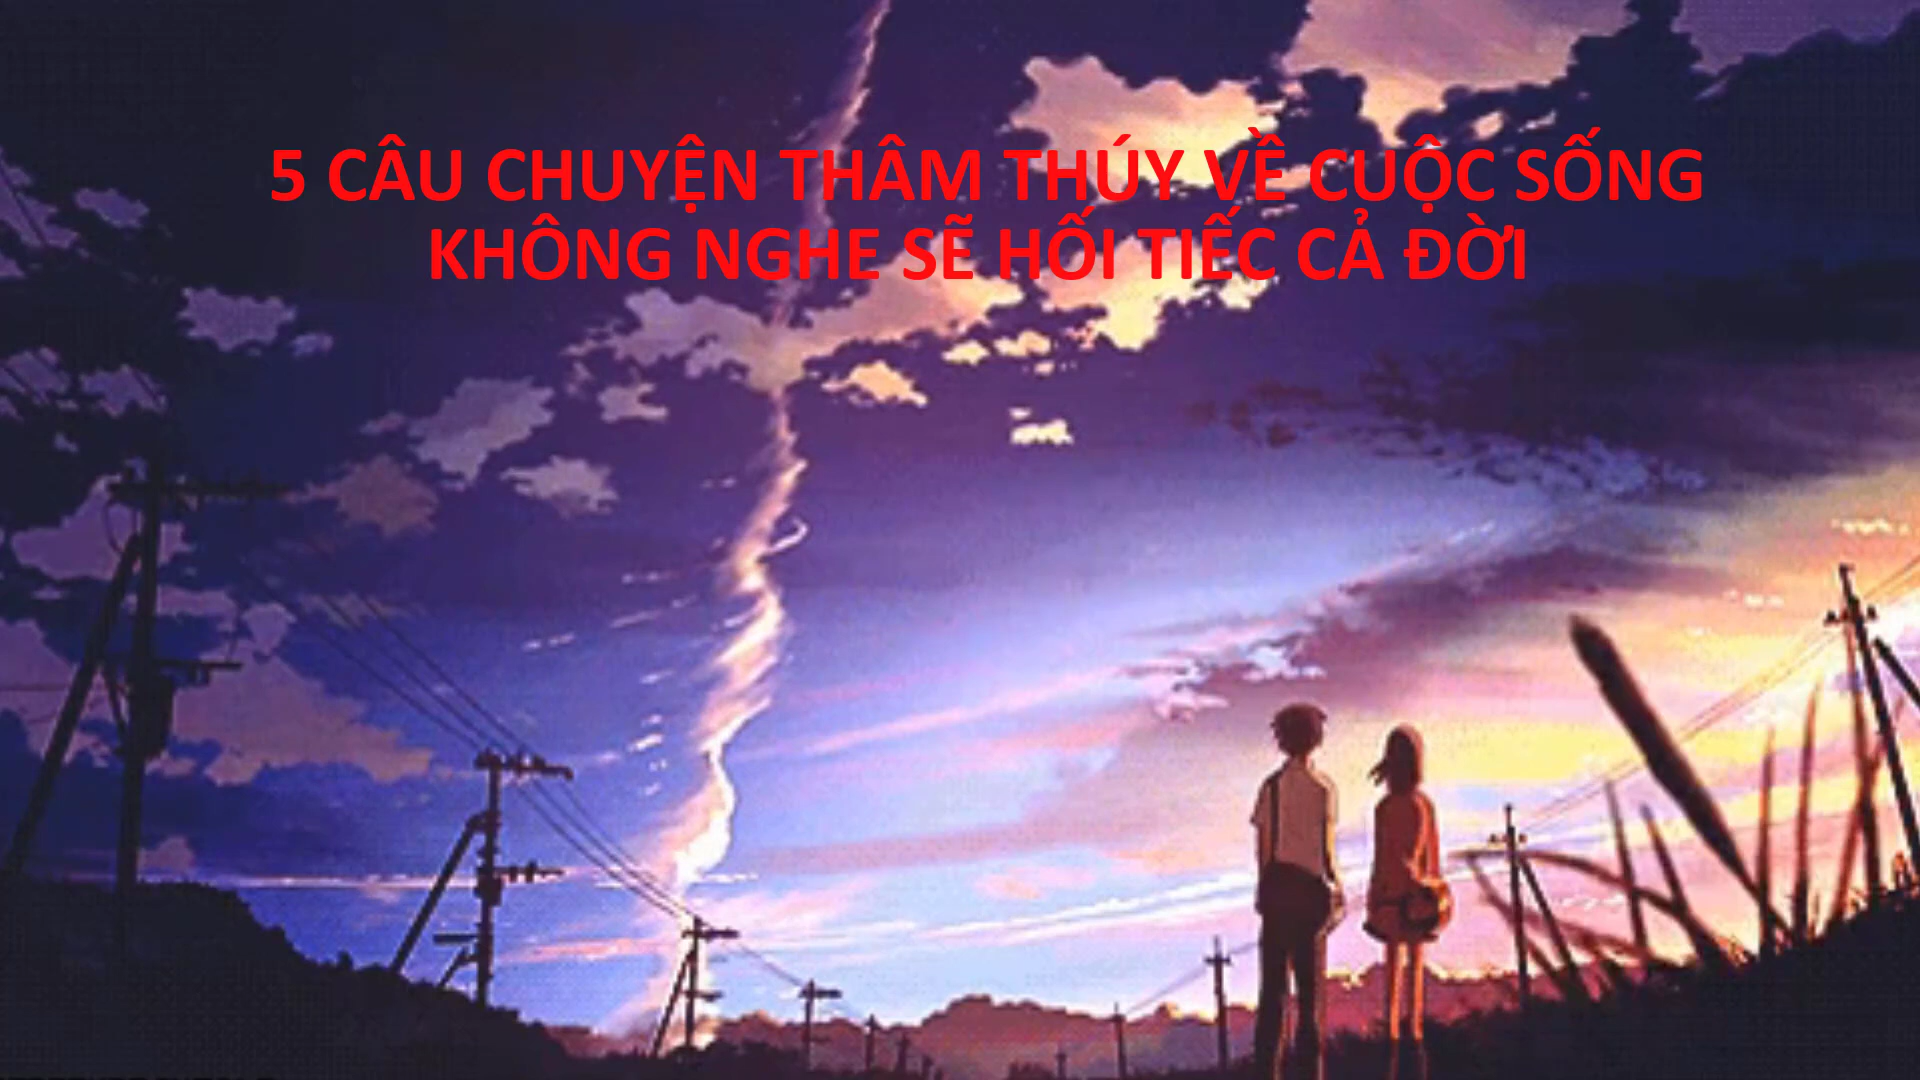 5 CÂU CHUYỆN THÂM THÚY VỀ CUỘC SỐNG
KHÔNG NGHE SẼ HỐI TIẾC CẢ ĐỜI